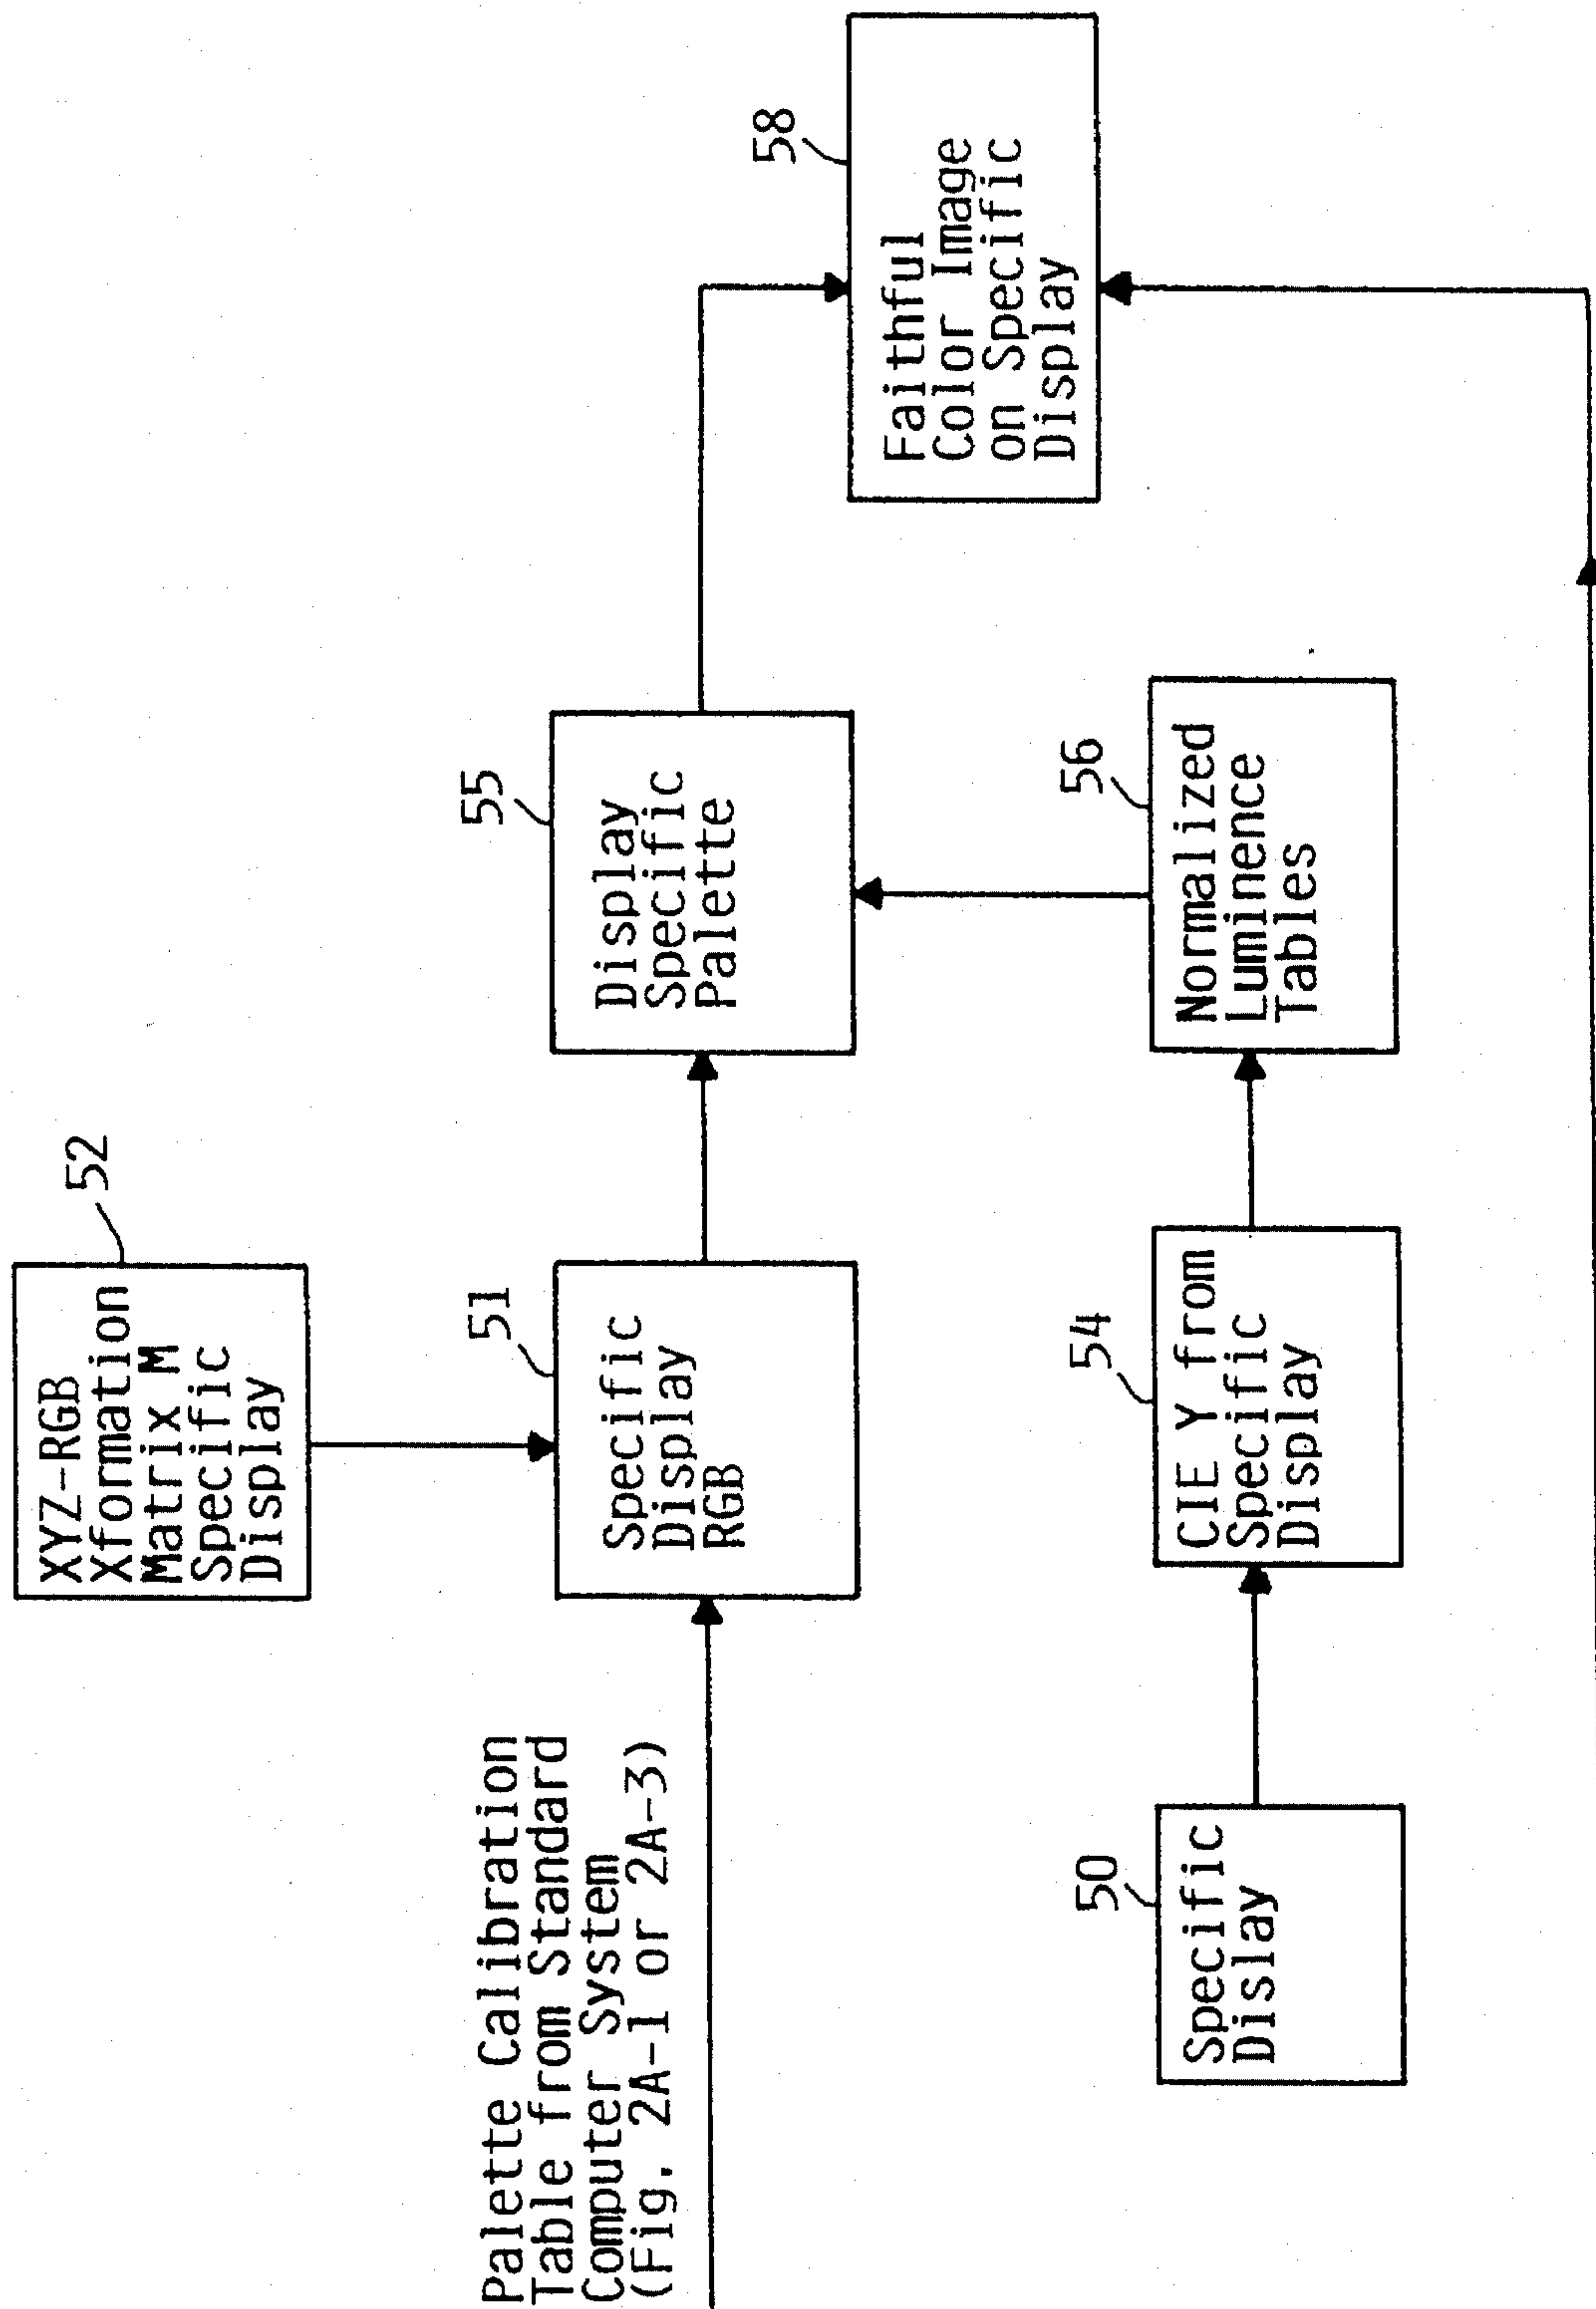 52
XYZ-RGB
Xformation
Matrix M
Specific
Display
Palette Calibration
Table from Standard
Computer System
(Fig. 2A-1 or 2A-3)
51
Specific
Display
RGB
55
Display
Specific
Palette
58
Faithful
Color Image
on Specific
Display
50
Specific
Dislay
54
CIE Y from
Specific
Display
56
Normalized
Luminence
Tables